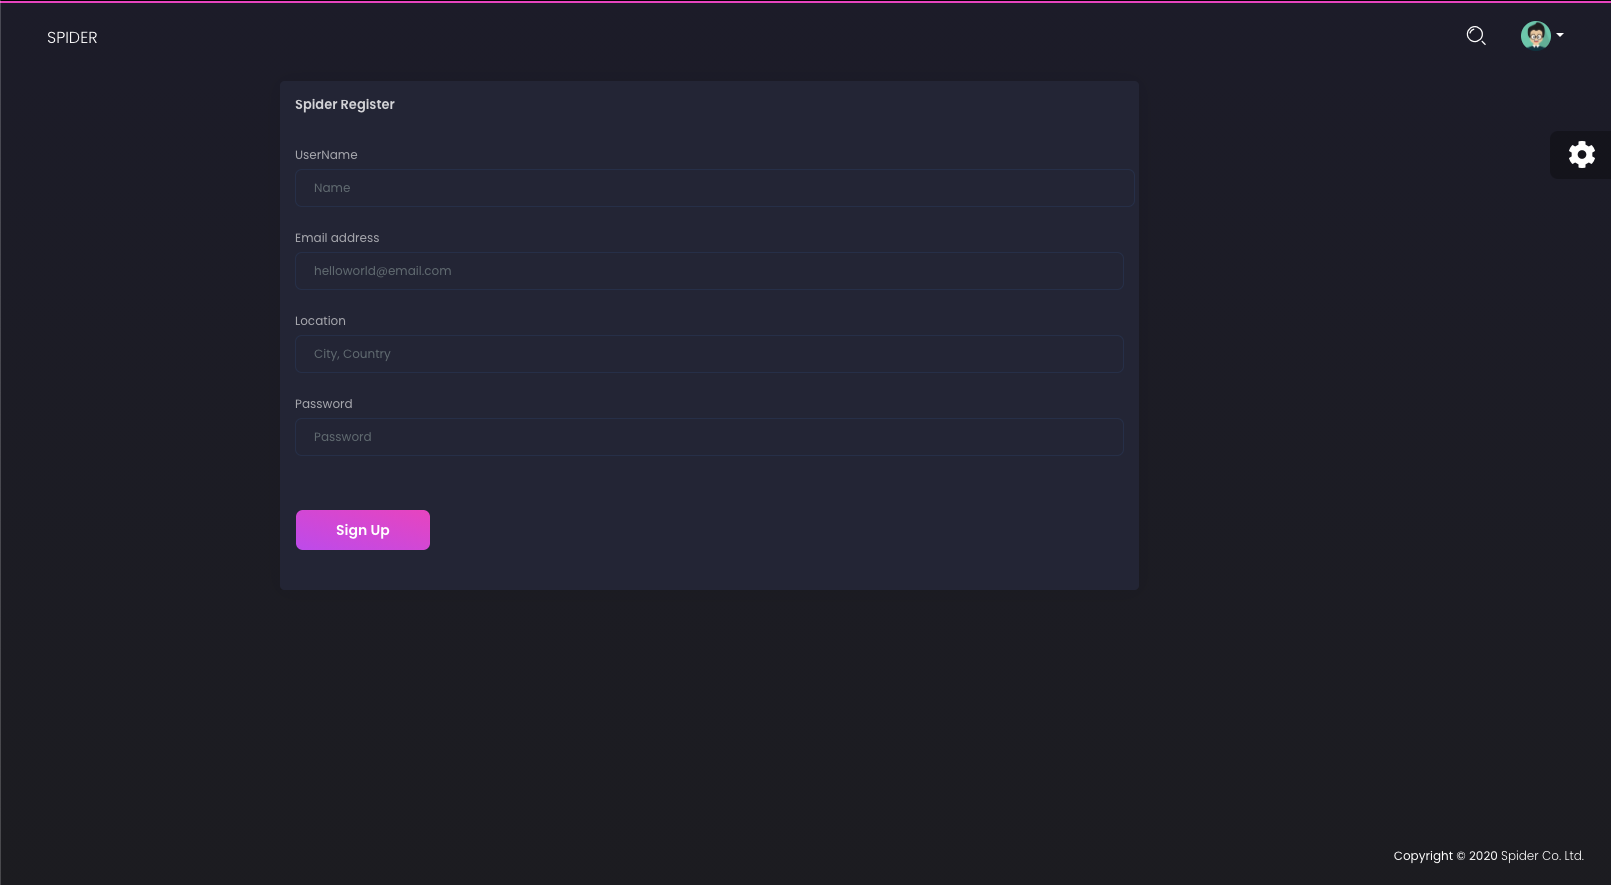 SPIDER
Spider Register
UserName
Name
Email address
helloworld@email.com
Location
City, Country
Password
Password
Sign Up
Copyright © 2020 Spider Co. Ltd.